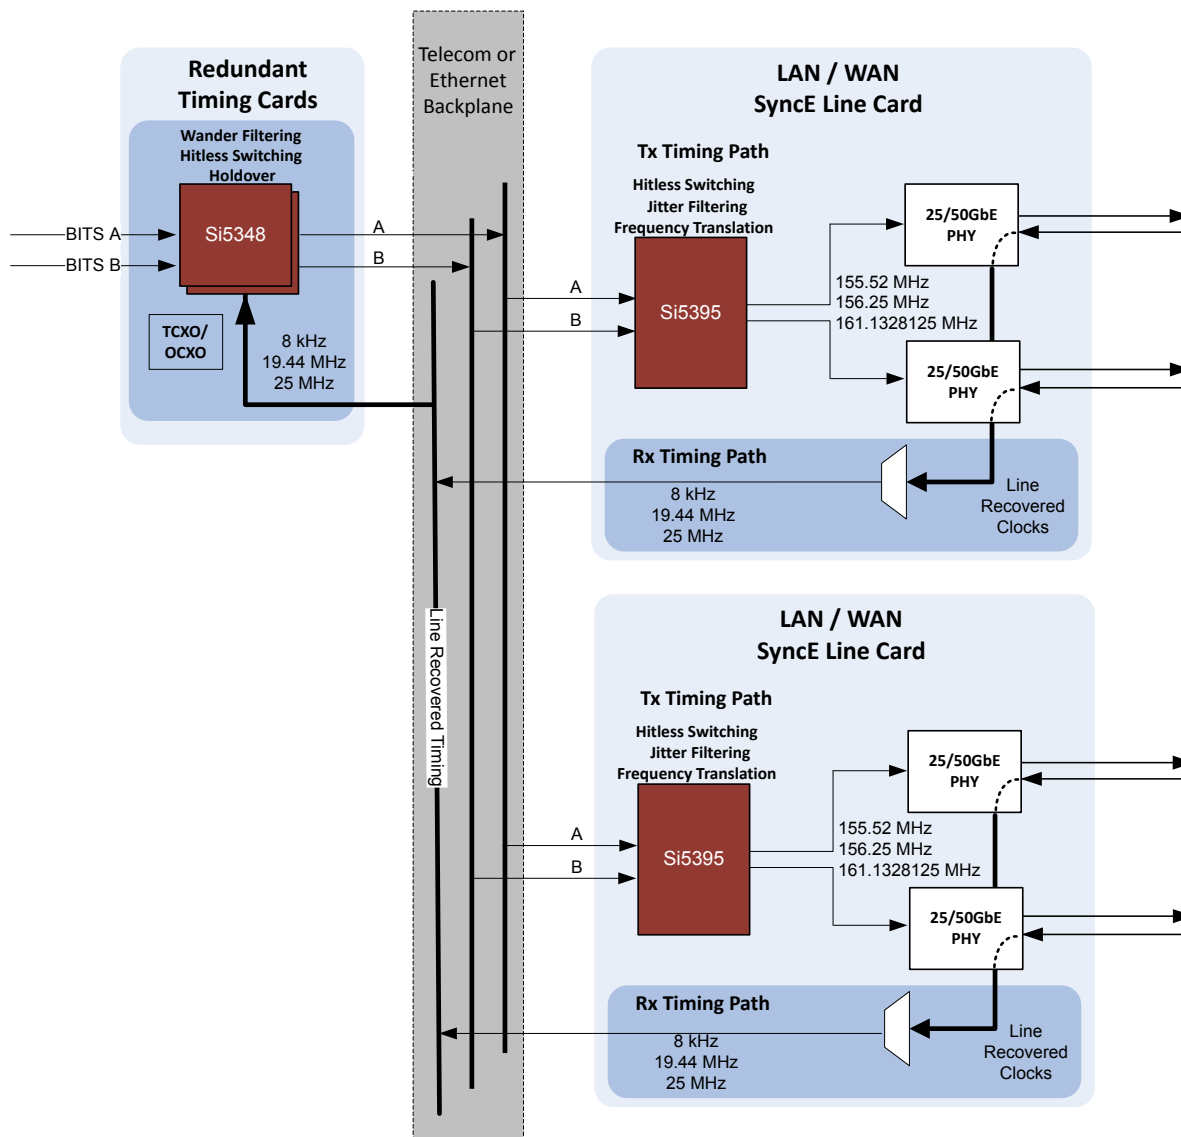 Redundant
Timing Cards
Wander Filtering
Hitless Switching
Holdover
Si5348
BITS A
BITS B
TCXO/
OCXO
8 kHz
19.44 MHz
25 MHz
A
B
Telecom or
Ethernet
Backplane
Line Recovered Timing
LAN / WAN
SyncE Line Card
Tx Timing Path
Hitless Switching
Jitter Filtering
Frequency Translation
A
B
Si5395
155.52 MHz
156.25 MHz
161.1328125 MHz
25/50GbE
PHY
25/50GbE
PHY
Rx Timing Path
8 kHz
19.44 MHz
25 MHz
Line
Recovered
Clocks
LAN / WAN
SyncE Line Card
Tx Timing Path
Hitless Switching
Jitter Filtering
Frequency Translation
A
B
Si5395
155.52 MHz
156.25 MHz
161.1328125 MHz
25/50GbE
PHY
25/50GbE
PHY
Rx Timing Path
8 kHz
19.44 MHz
25 MHz
Line
Recovered
Clocks